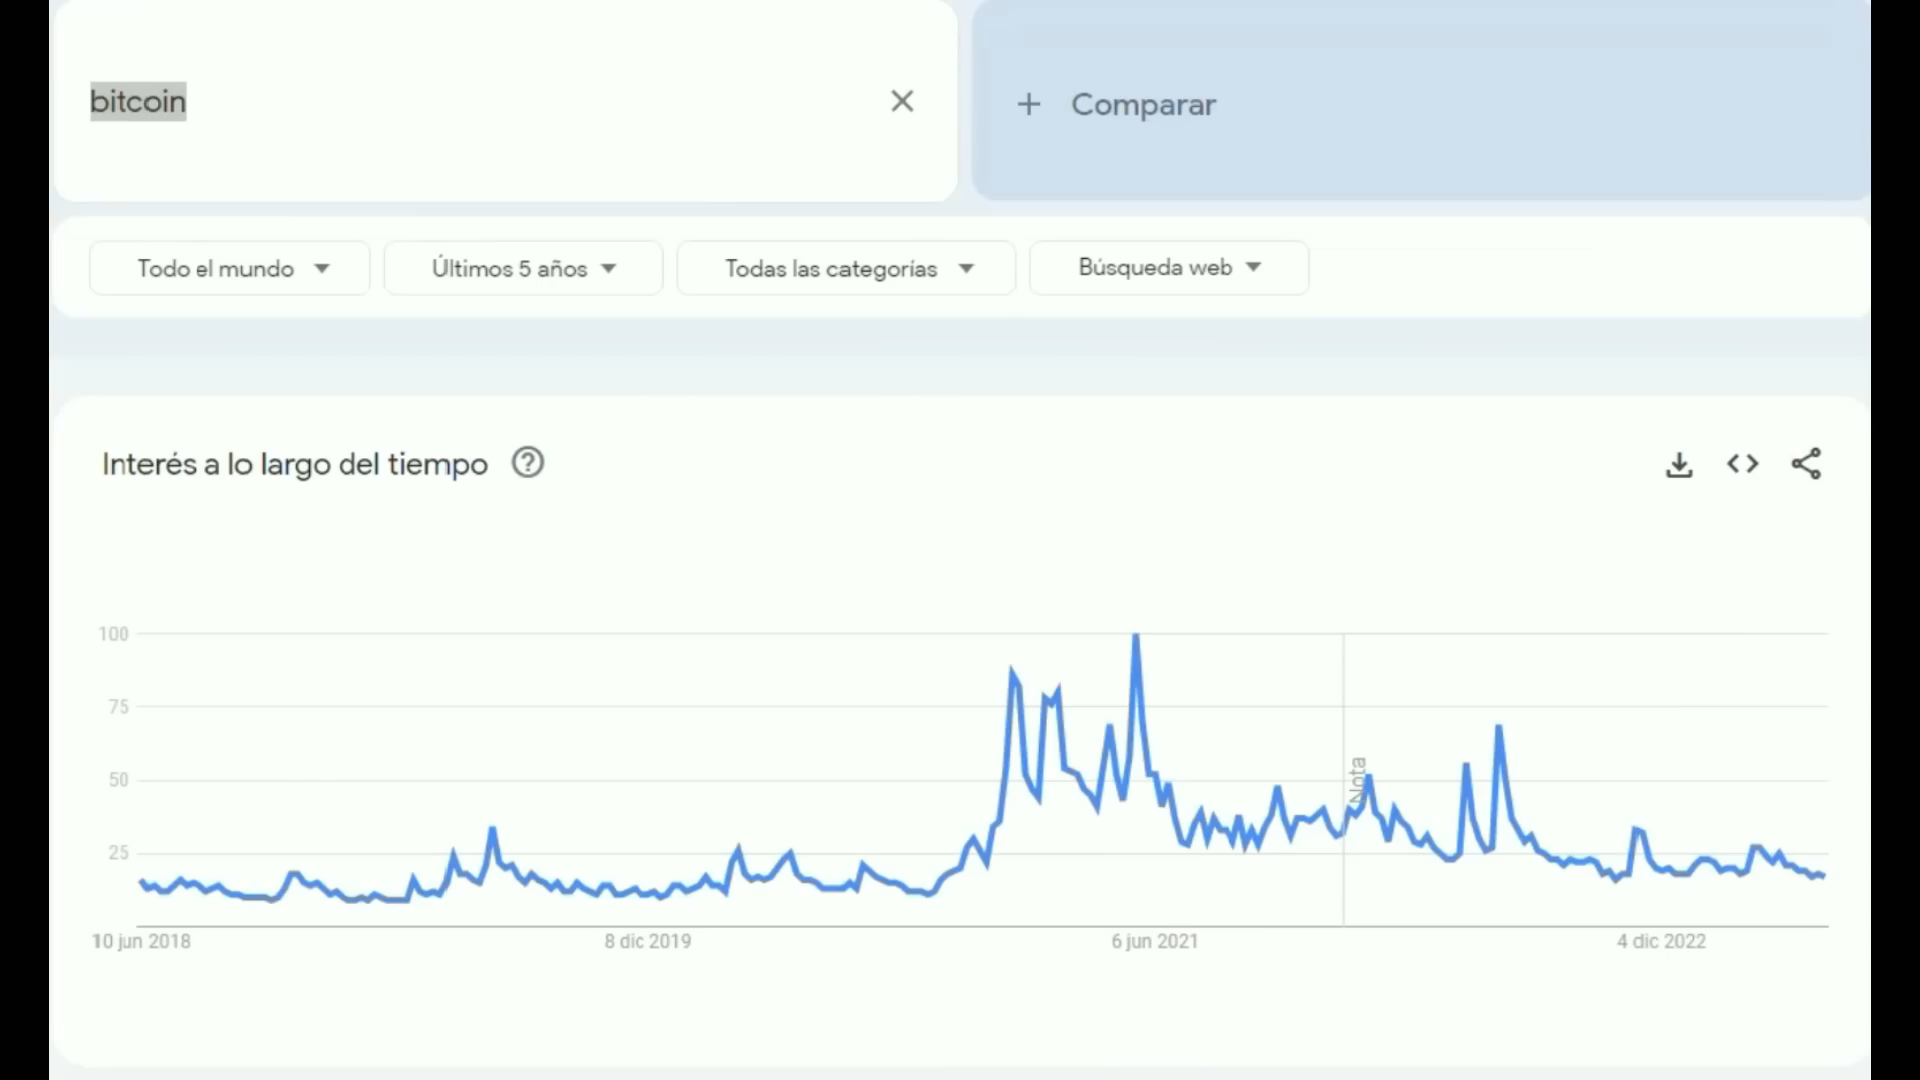 bitcoin
Comparar
Todo el mundo
Últimos 5 años
Todas las categorías
Búsqueda web
Interés a lo largo del tiempo
100
75
50
25
Nota
10 jun 2018
8 dic 2019
6 jun 2021
4 dic 2022